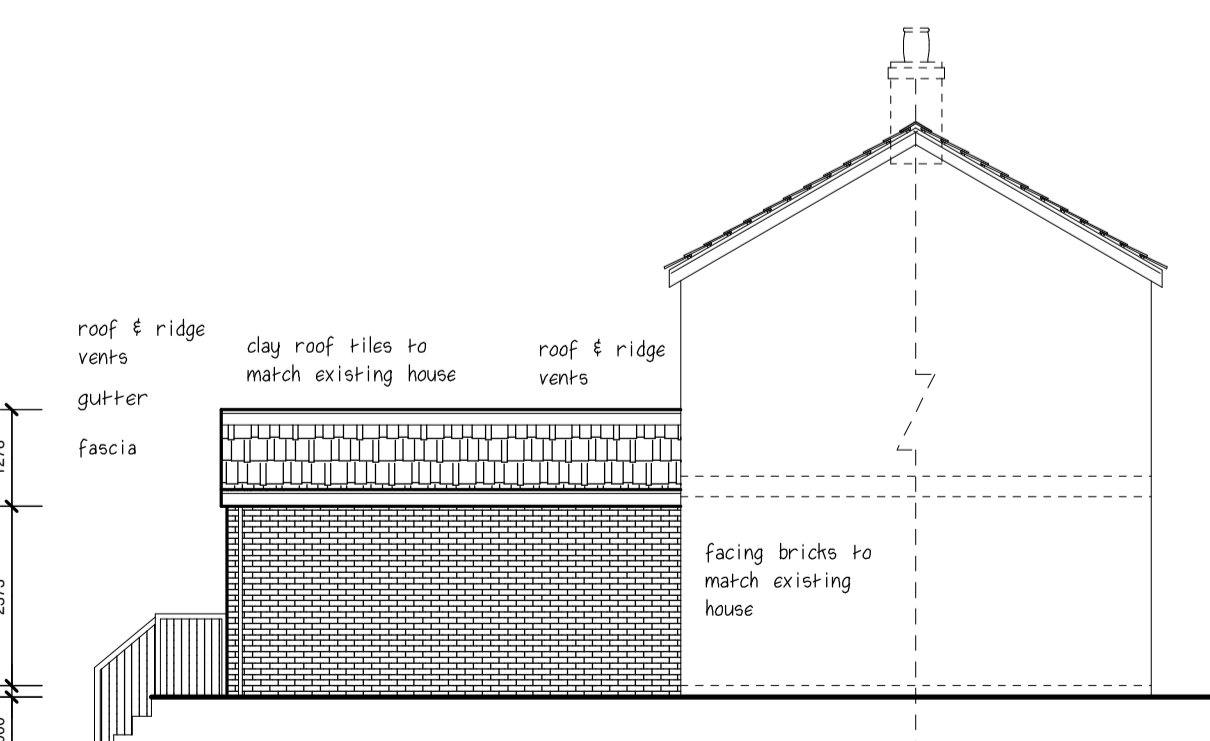 roof & ridge
vents
gutter
fascia
clay roof tiles to
match existing house
roof & ridge
vents
facing bricks to
match existing
house